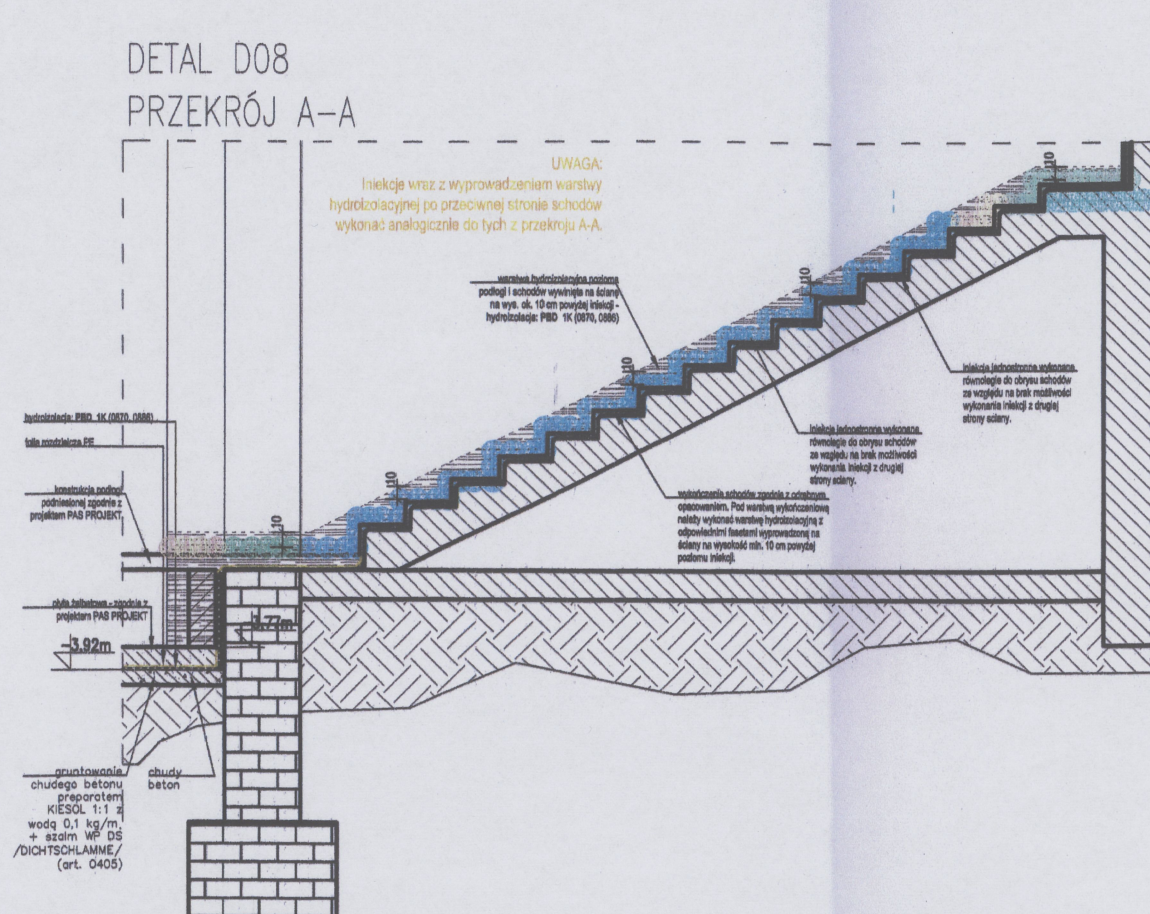 DETAL D08
PRZEKRÓJ A-A
UWAGA:
Iniekcje wraz z wyprowadzeniem warstwy
hydroizolacyjnej po przeciwnej stronie schodów
wykonać analogicznie do tych z przekroju A-A.
10
warstwa hydroizolacyjna pozioma
podłogi i schodów wywinięta na ścianę
na wys. ok. 10 cm powyżej iniekcji -
hydroizolacja: PBD 1K (0870, 0886)
10
10
iniekcje jednostronne wykonane
równolegle do obrysu schodów
ze względu na brak możliwości
wykonania iniekcji z drugiej
strony ściany.
hydroizolacja: PBD 1K (0870, 0886)
folia rozdzielcza PE
iniekcje jednostronne wykonane
równolegle do obrysu schodów
ze względu na brak możliwości
wykonania iniekcji z drugiej
strony ściany.
10
konstrukcja podłogi
podniesionej zgodnie z
projektem PAS PROJEKT.
wykończenie schodów zgodnie z odrębnym
opracowaniem. Pod warstwą wykończeniową
należy wykonać warstwę hydroizolacyjną z
odpowiednimi fasetami wyprowadzoną na
ściany na wysokość min. 10 cm powyżej
poziomu iniekcji.
10
płyta żelbetowa - zgodnie z
projektem PAS PROJEKT
-3.77m
-3.92m
gruntowanie
chudego betonu
preparatem
KIESOL 1:1 z
wodą 0,1 kg/m
+ szlam WP DS
/DICHTSCHLAMME/
(art. 0405)
chudy
beton